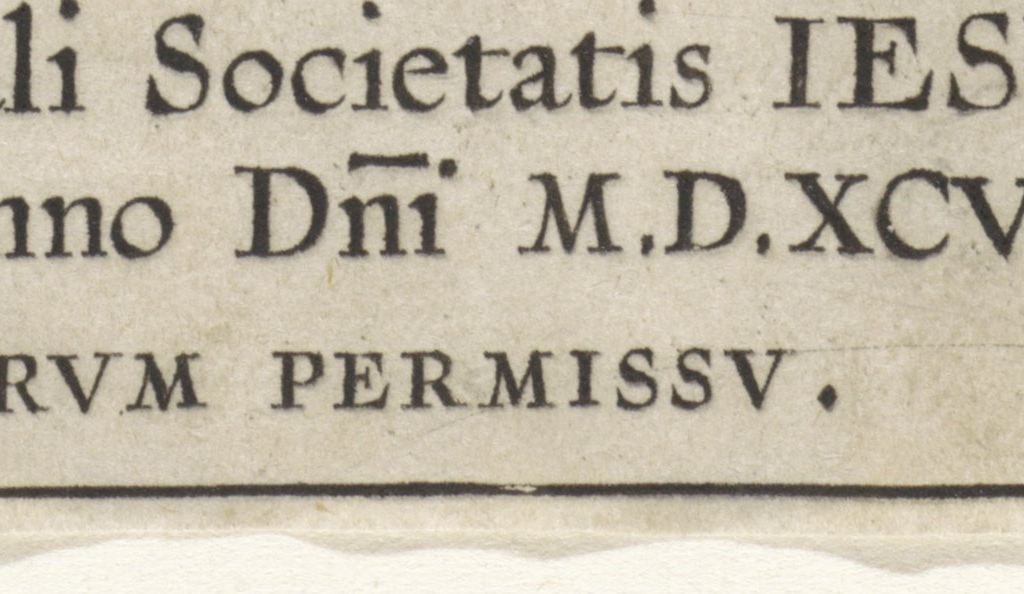 li Societatis IES
nno Dn̄i M.D.XCV
RVM PERMISSV.